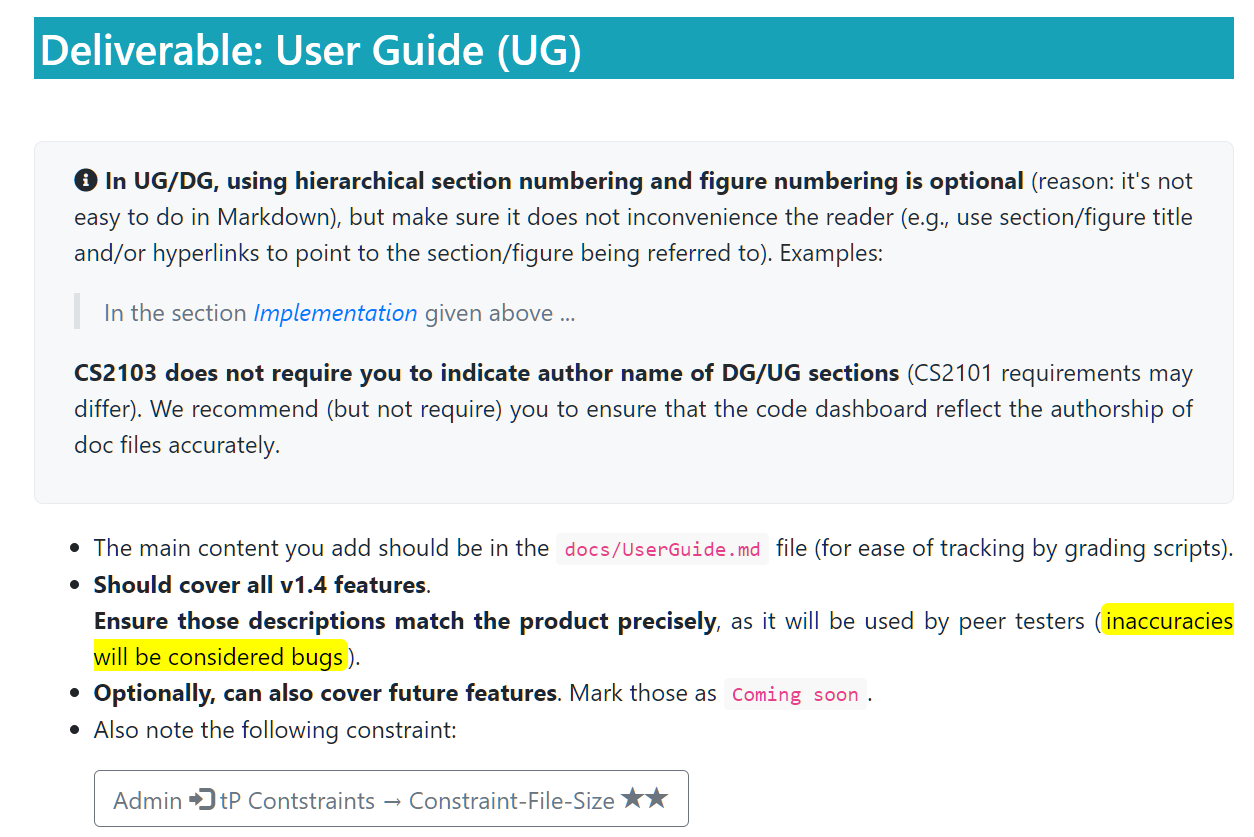 Deliverable: User Guide (UG)
In UG/DG, using hierarchical section numbering and figure numbering is optional (reason: it's not
easy to do in Markdown), but make sure it does not inconvenience the reader (e.g., use section/figure title
and/or hyperlinks to point to the section/figure being referred to). Examples:
In the section Implementation given above ...
CS2103 does not require you to indicate author name of DG/UG sections (CS2101 requirements may
differ). We recommend (but not require) you to ensure that the code dashboard reflect the authorship of
doc files accurately.
• The main content you add should be in the docs/UserGuide.md file (for ease of tracking by grading scripts).
• Should cover all v1.4 features.
Ensure those descriptions match the product precisely, as it will be used by peer testers (inaccuracies
will be considered bugs).
• Optionally, can also cover future features. Mark those as Coming soon.
• Also note the following constraint:
Admin tP Contstraints → Constraint-File-Size ★★